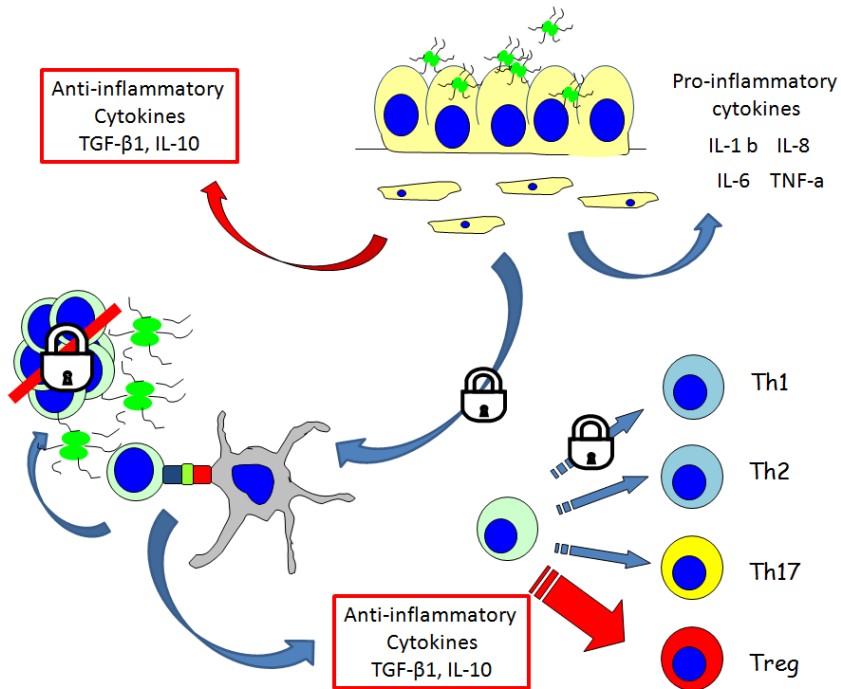 Anti-inflammatory
Cytokines
TGF-β1, IL-10
Pro-inflammatory
cytokines
IL-1 b IL-8
IL-6 TNF-a
Th1
Th2
Th17
Treg
Anti-inflammatory
Cytokines
TGF-β1, IL-10